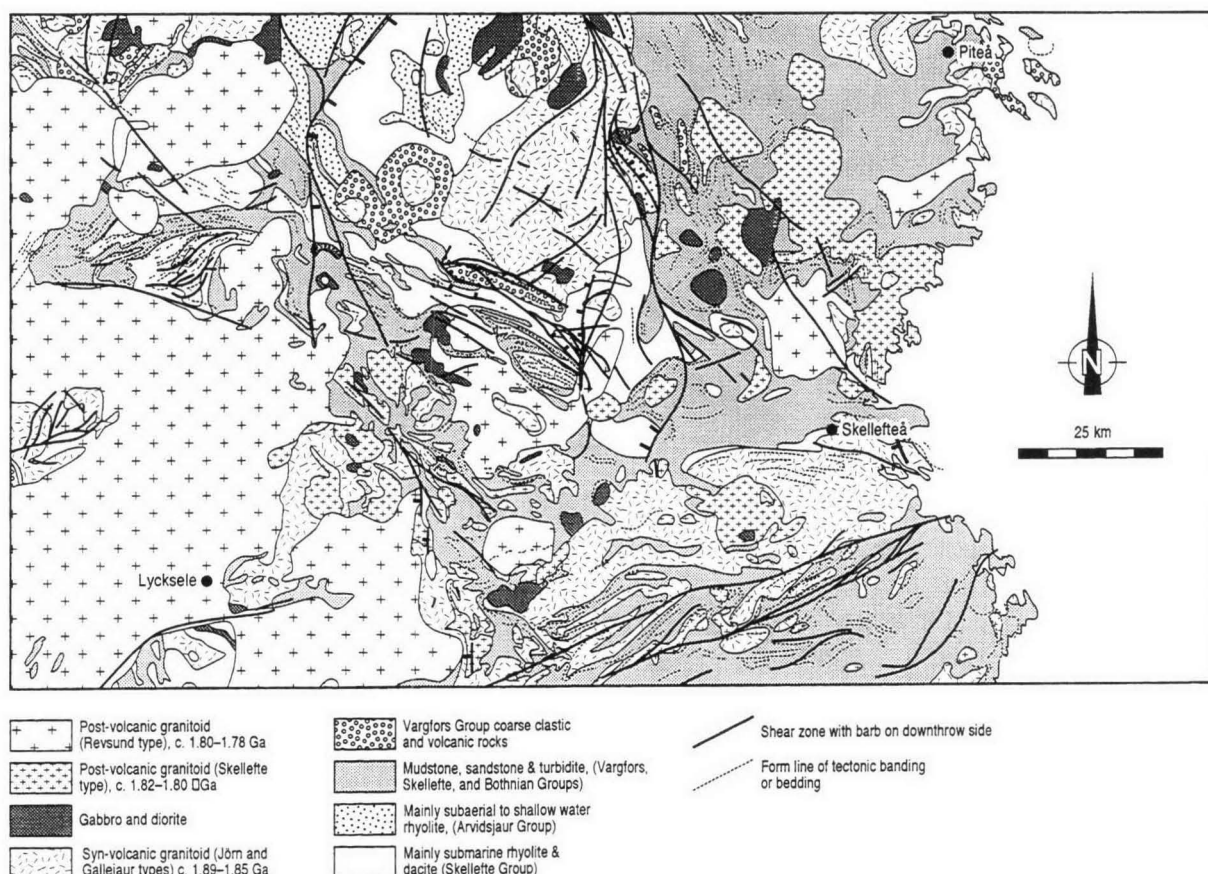 Piteå
N
25 km
Skellefteå
Lycksele
Post-volcanic granitoid
(Revsund type), c. 1.80–1.78 Ga
Post-volcanic granitoid (Skellefte
type), c. 1.82–1.80 □Ga
Gabbro and diorite
Syn-volcanic granitoid (Jörn and
Gallejaur types) c. 1.89–1.85 Ga
Vargfors Group coarse clastic
and volcanic rocks
Mudstone, sandstone & turbidite, (Vargfors,
Skellefte, and Bothnian Groups)
Mainly subaerial to shallow water
rhyolite, (Arvidsjaur Group)
Mainly submarine rhyolite &
dacite (Skellefte Group)
Shear zone with barb on downthrow side
Form line of tectonic banding
or bedding